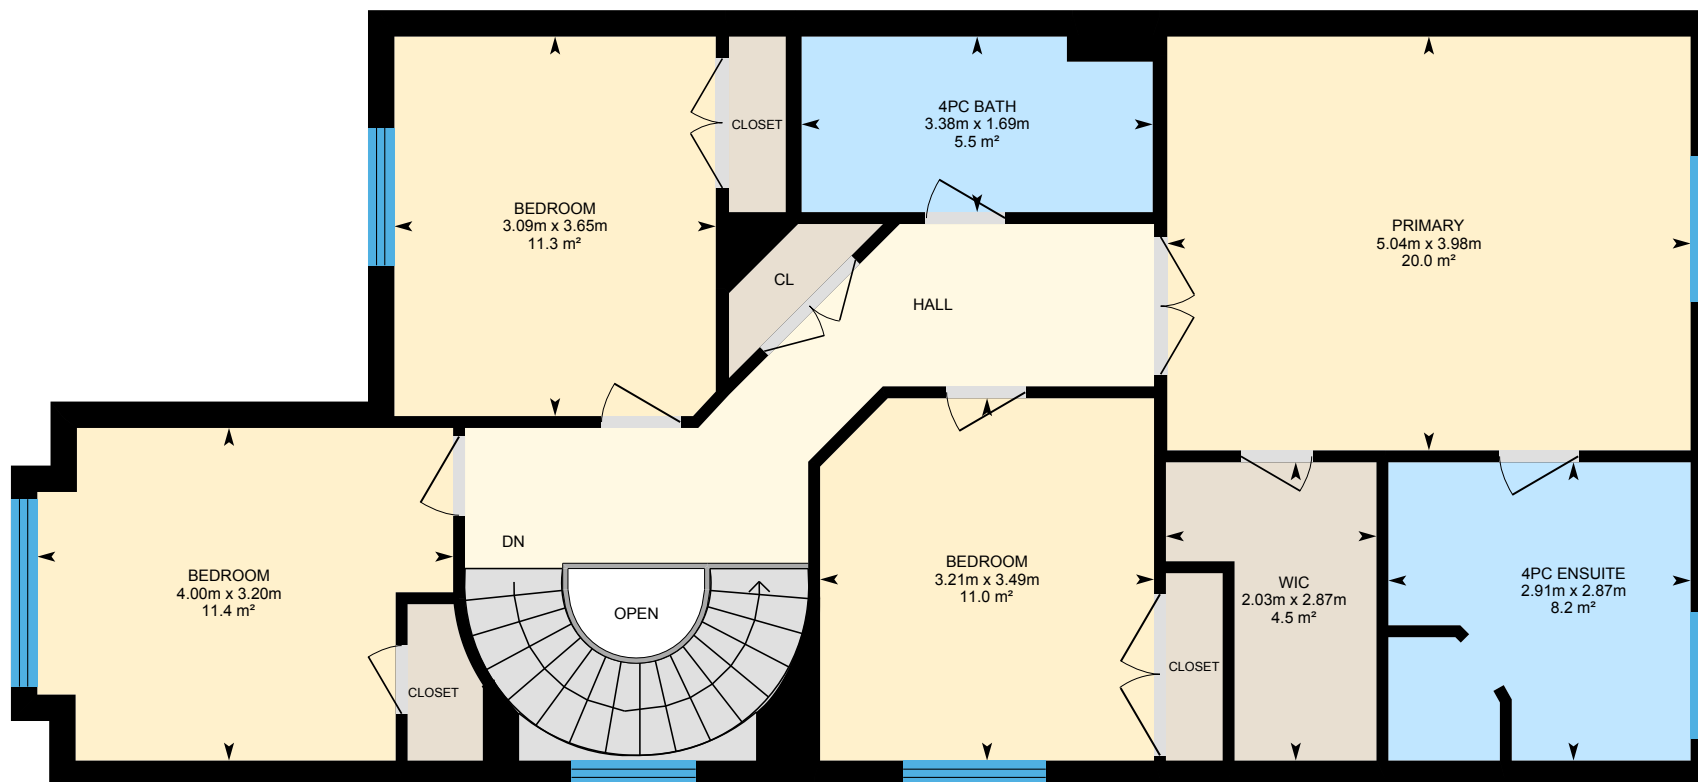 4PC BATH
3.38m x 1.69m
5.5 m²
CLOSET
BEDROOM
3.09m x 3.65m
11.3 m²
PRIMARY
5.04m x 3.98m
20.0 m²
CL
HALL
DN
BEDROOM
4.00m x 3.20m
11.4 m²
OPEN
BEDROOM
3.21m x 3.49m
11.0 m²
WIC
2.03m x 2.87m
4.5 m²
4PC ENSUITE
2.91m x 2.87m
8.2 m²
CLOSET
CLOSET